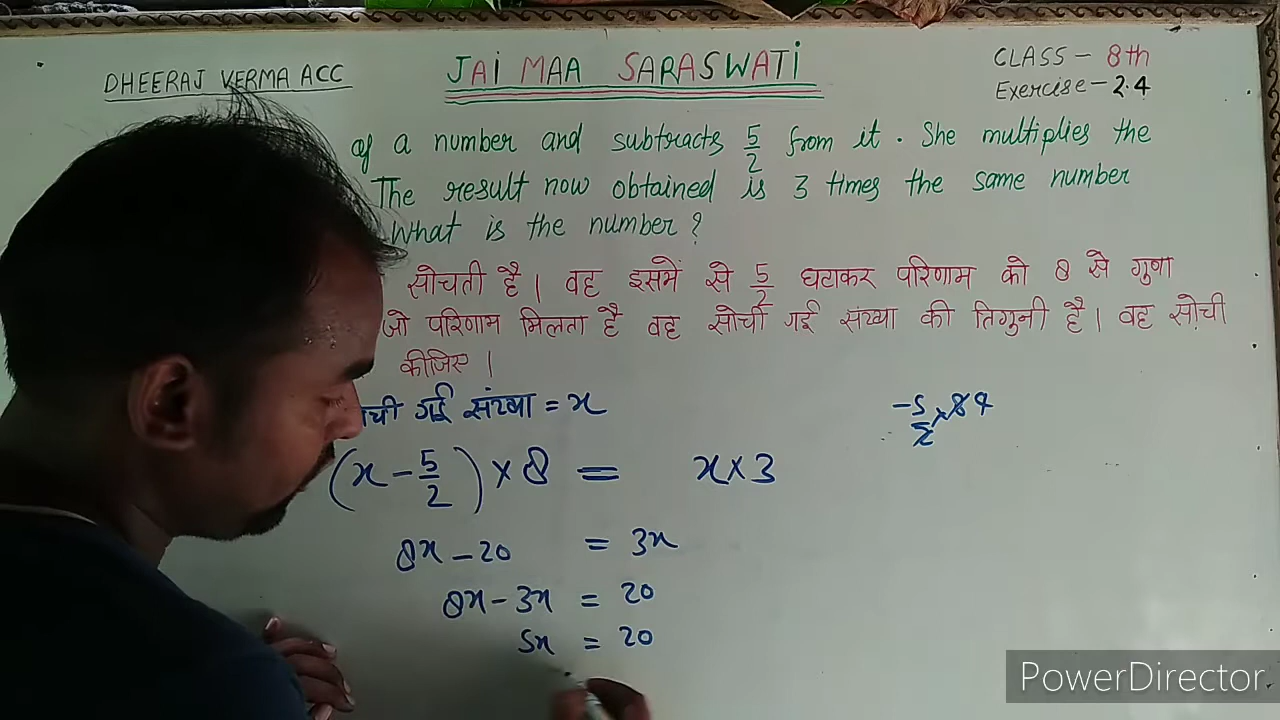 DHEERAJ VERMA ACC
JAI MAA SARASWATI
CLASS - 8th
Exercise - 2.4
of a number and subtracts 5/2 from it. She multiplies the
The result now obtained is 3 times the same number
What is the number?
सोचती है। वह इसमें से 5/2 घटाकर परिणाम को 8 से गुणा
जो परिणाम मिलता है वह सोची गई संख्या की तिगुनी है। वह सोची
कीजिए।
गई संख्या = x
-5/2 × 8 4
(x - 5/2) × 8 = x × 3
8x - 20 = 3x
8x - 3x = 20
5x = 20
PowerDirector